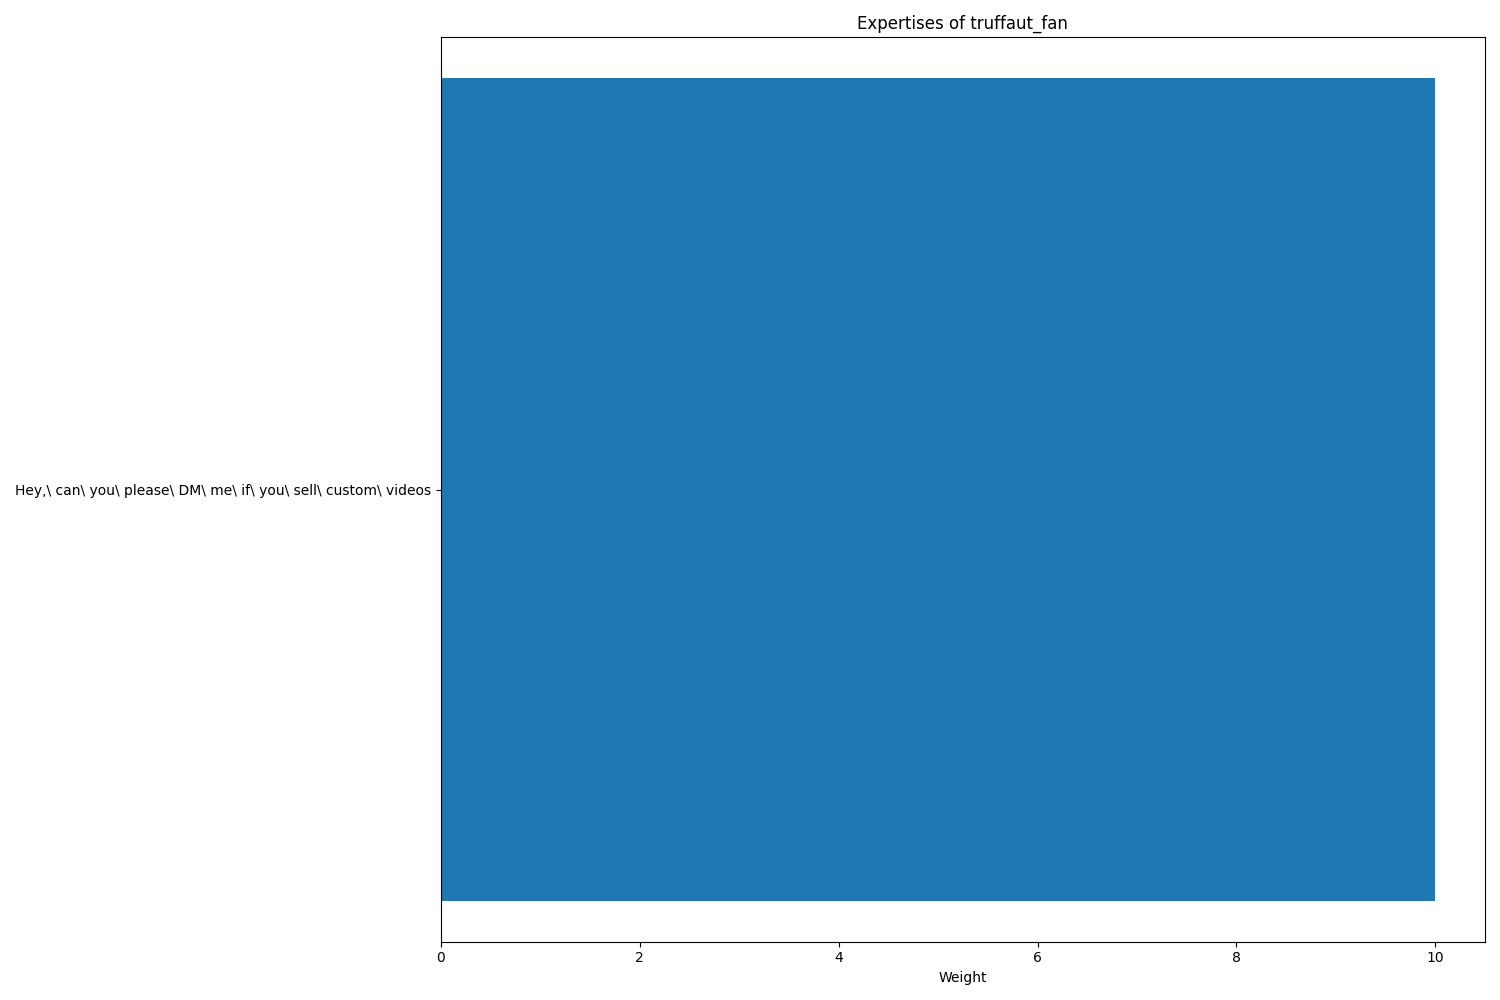 Expertises of truffaut_fan
Hey,\ can\ you\ please\ DM\ me\ if\ you\ sell\ custom\ videos
0 2 4 6 8 10
Weight